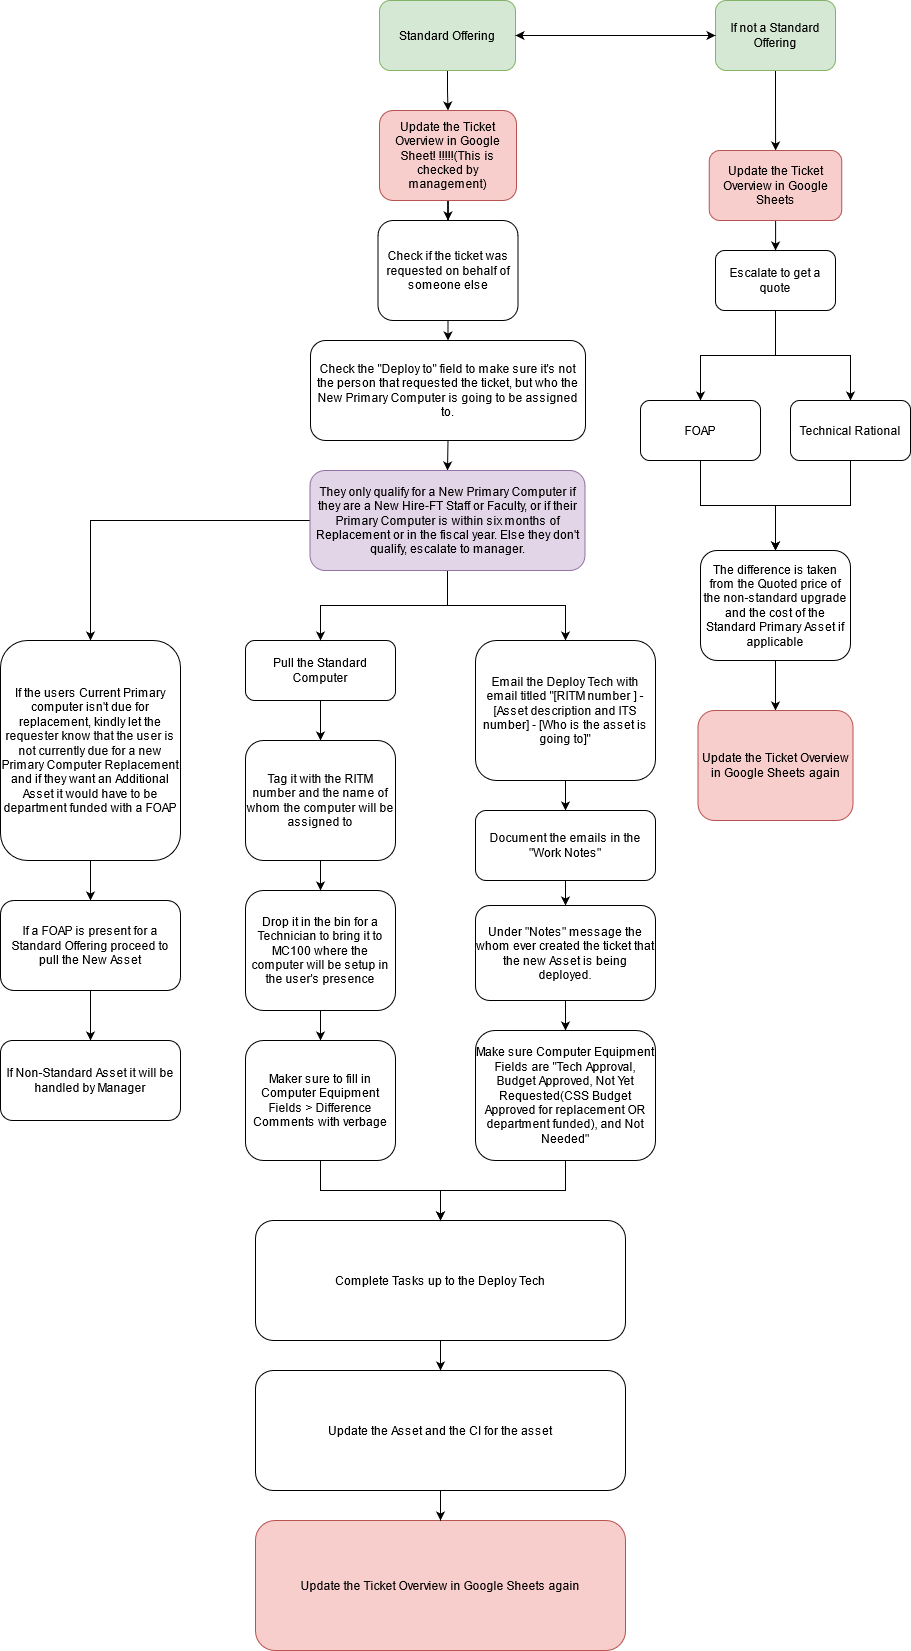 Standard Offering
If not a Standard
Offering
Update the Ticket
Overview in Google
Sheet! !!!!!(This is
checked by
management)
Update the Ticket
Overview in Google
Sheets
Check if the ticket was
requested on behalf of
someone else
Escalate to get a
quote
Check the "Deploy to" field to make sure it's not
the person that requested the ticket, but who the
New Primary Computer is going to be assigned
to.
FOAP
Technical Rational
They only qualify for a New Primary Computer if
they are a New Hire-FT Staff or Faculty, or if their
Primary Computer is within six months of
Replacement or in the fiscal year. Else they don't
qualify, escalate to manager.
The difference is taken
from the Quoted price of
the non-standard upgrade
and the cost of the
Standard Primary Asset if
applicable
If the users Current Primary
computer isn't due for
replacement, kindly let the
requester know that the user is
not currently due for a new
Primary Computer Replacement
and if they want an Additional
Asset it would have to be
department funded with a FOAP
Pull the Standard
Computer
Email the Deploy Tech with
email titled "[RITM number ] -
[Asset description and ITS
number] - [Who is the asset is
going to]"
Update the Ticket Overview
in Google Sheets again
Tag it with the RITM
number and the name of
whom the computer will be
assigned to
Document the emails in the
"Work Notes"
If a FOAP is present for a
Standard Offering proceed to
pull the New Asset
Drop it in the bin for a
Technician to bring it to
MC100 where the
computer will be setup in
the user's presence
Under "Notes" message the
whom ever created the ticket that
the new Asset is being
deployed.
If Non-Standard Asset it will be
handled by Manager
Maker sure to fill in
Computer Equipment
Fields > Difference
Comments with verbage
Make sure Computer Equipment
Fields are "Tech Approval,
Budget Approved, Not Yet
Requested(CSS Budget
Approved for replacement OR
department funded), and Not
Needed"
Complete Tasks up to the Deploy Tech
Update the Asset and the CI for the asset
Update the Ticket Overview in Google Sheets again